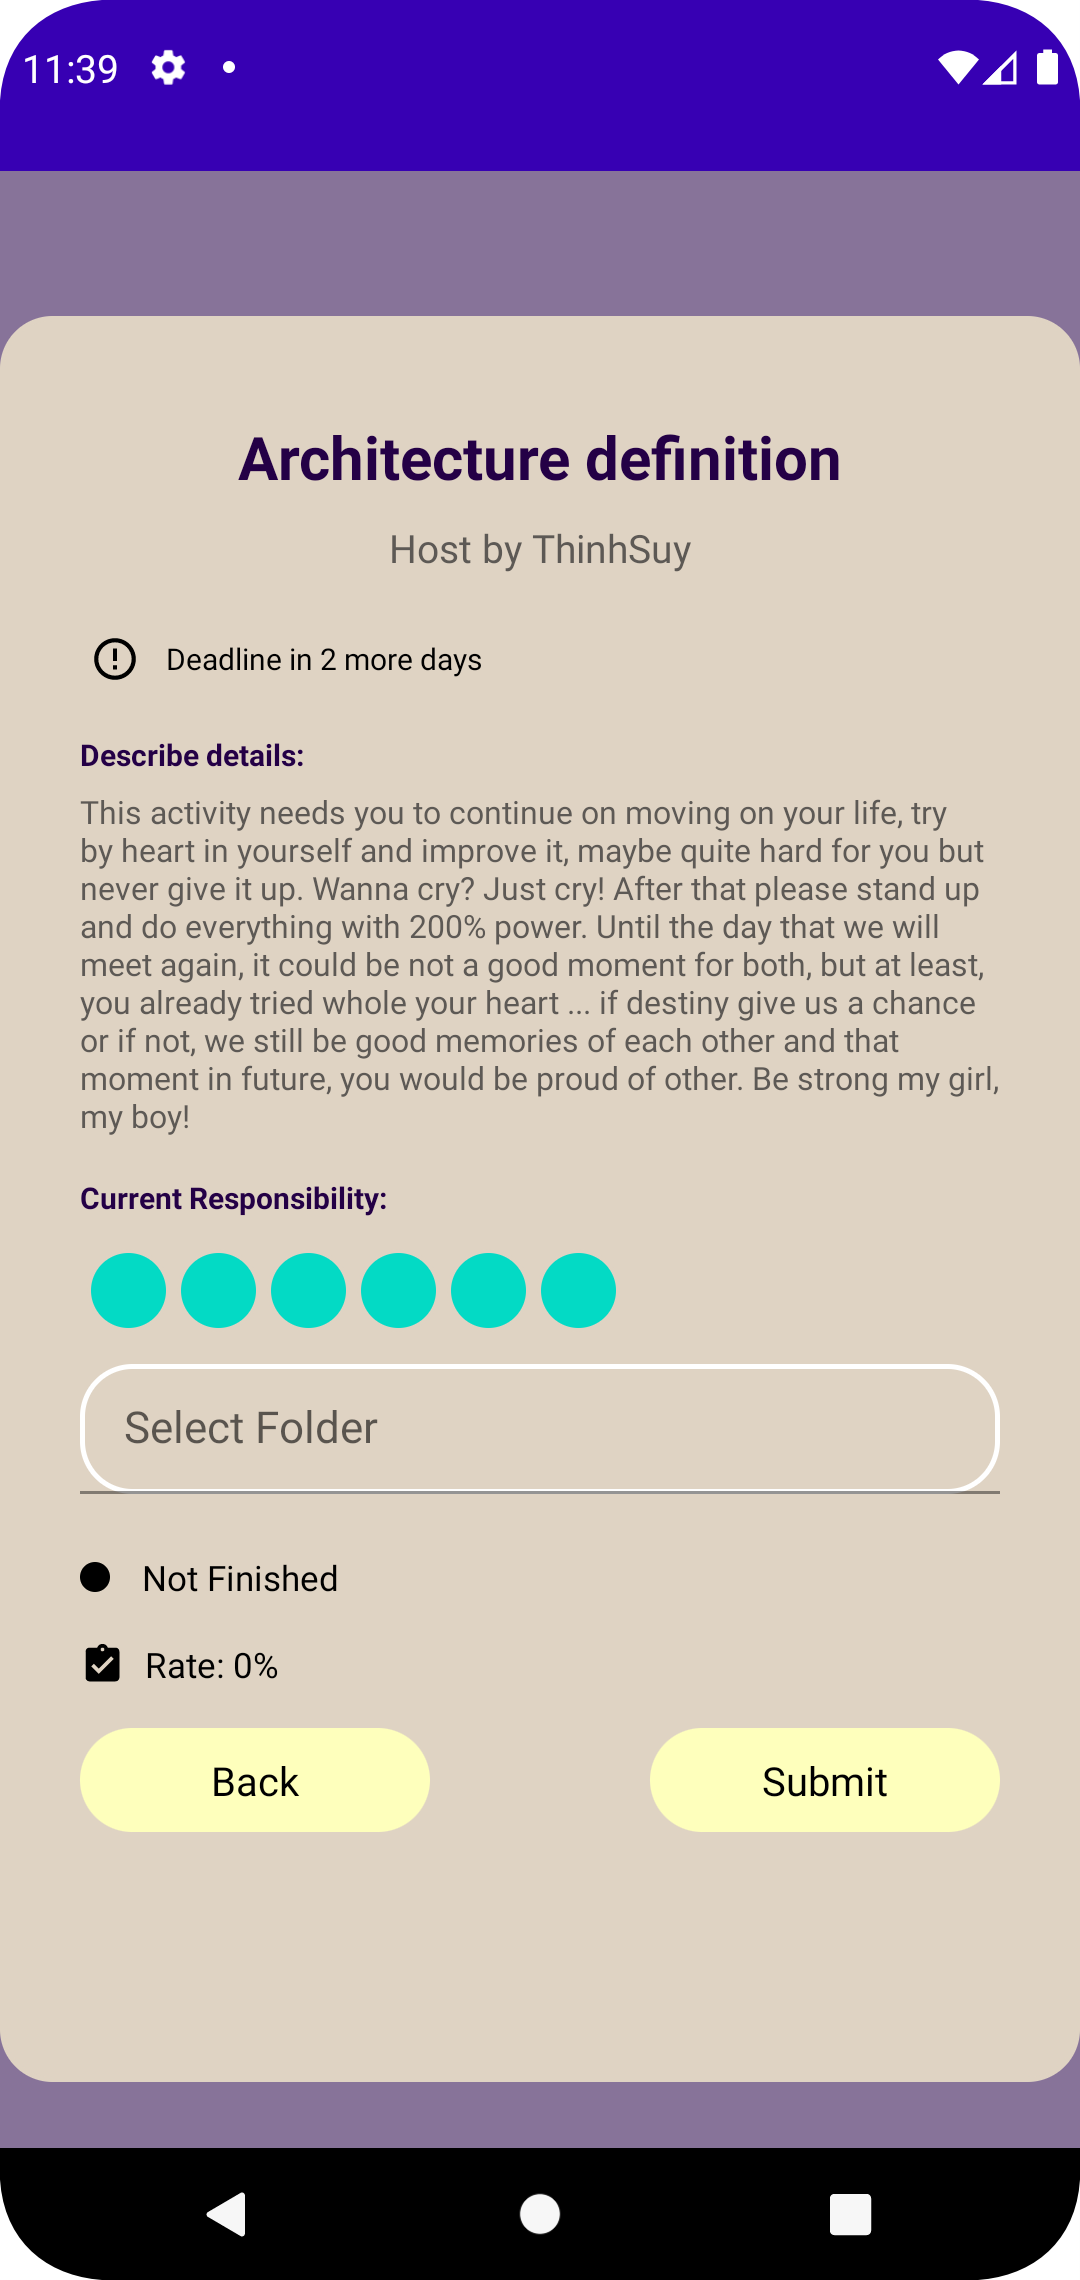 11:39
Architecture definition
Host by ThinhSuy
Deadline in 2 more days
Describe details:
This activity needs you to continue on moving on your life, try
by heart in yourself and improve it, maybe quite hard for you but
never give it up. Wanna cry? Just cry! After that please stand up
and do everything with 200% power. Until the day that we will
meet again, it could be not a good moment for both, but at least,
you already tried whole your heart ... if destiny give us a chance
or if not, we still be good memories of each other and that
moment in future, you would be proud of other. Be strong my girl,
my boy!
Current Responsibility:
Select Folder
Not Finished
Rate: 0%
Back
Submit